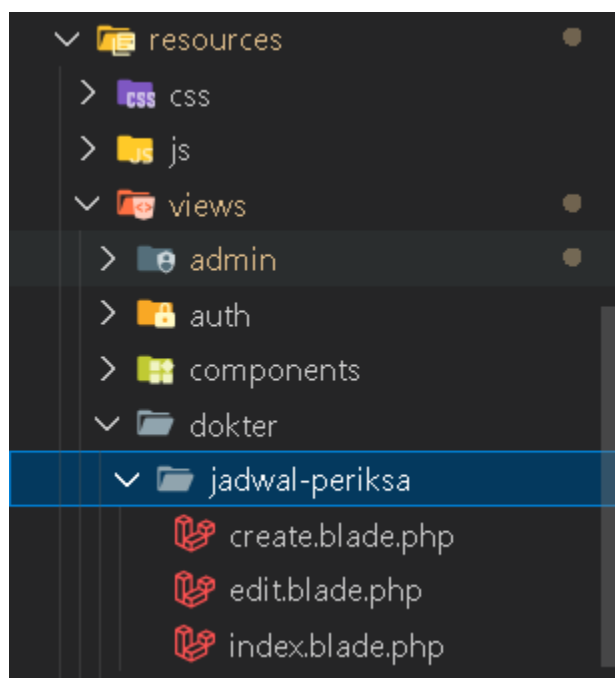 resources
css
js
views
admin
auth
components
dokter
jadwal-periksa
create.blade.php
edit.blade.php
index.blade.php